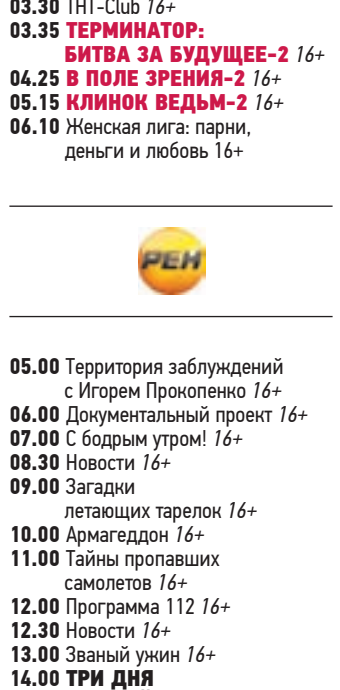 03.30 ТНТ-Club 16+
03.35 ТЕРМИНАТОР:
БИТВА ЗА БУДУЩЕЕ-2 16+
04.25 В ПОЛЕ ЗРЕНИЯ-2 16+
05.15 КЛИНОК ВЕДЬМ-2 16+
06.10 Женская лига: парни,
деньги и любовь 16+
РЕН
05.00 Территория заблуждений
с Игорем Прокопенко 16+
06.00 Документальный проект 16+
07.00 С бодрым утром! 16+
08.30 Новости 16+
09.00 Загадки
летающих тарелок 16+
10.00 Армагеддон 16+
11.00 Тайны пропавших
самолетов 16+
12.00 Программа 112 16+
12.30 Новости 16+
13.00 Званый ужин 16+
14.00 ТРИ ДНЯ